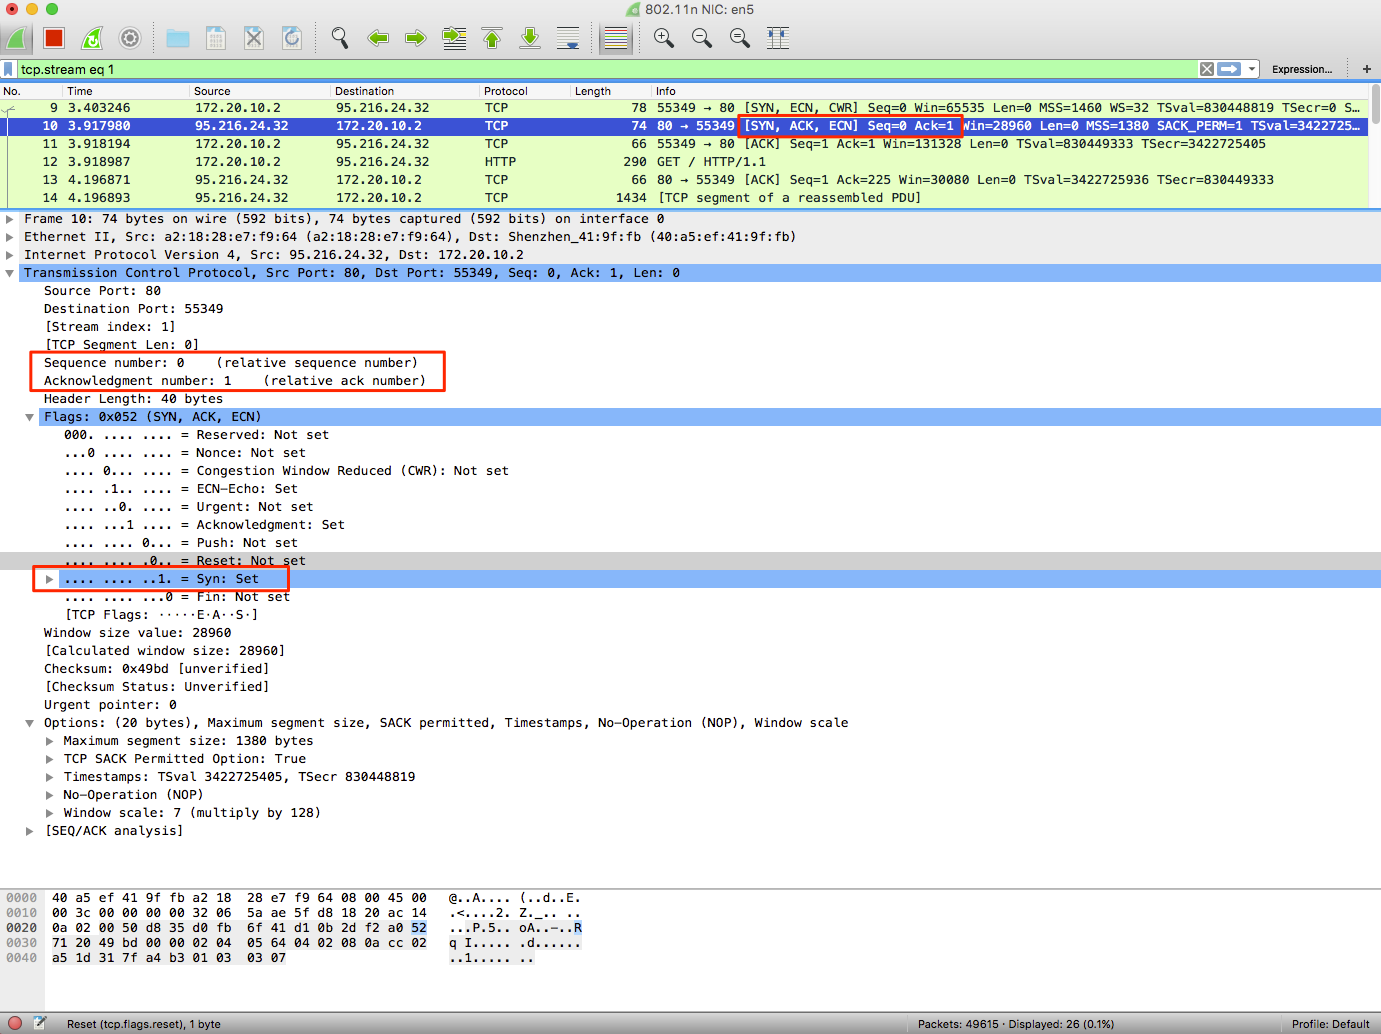 802.11n NIC: en5
tcp.stream eq 1
Expression... +
No. Time Source Destination Protocol Length Info
9 3.403246 172.20.10.2 95.216.24.32 TCP 78 55349 → 80 [SYN, ECN, CWR] Seq=0 Win=65535 Len=0 MSS=1460 WS=32 TSval=830448819 TSecr=0 S…
10 3.917980 95.216.24.32 172.20.10.2 TCP 74 80 → 55349 [SYN, ACK, ECN] Seq=0 Ack=1 Win=28960 Len=0 MSS=1380 SACK_PERM=1 TSval=3422725…
11 3.918194 172.20.10.2 95.216.24.32 TCP 66 55349 → 80 [ACK] Seq=1 Ack=1 Win=131328 Len=0 TSval=830449333 TSecr=3422725405
12 3.918987 172.20.10.2 95.216.24.32 HTTP 290 GET / HTTP/1.1
13 4.196871 95.216.24.32 172.20.10.2 TCP 66 80 → 55349 [ACK] Seq=1 Ack=225 Win=30080 Len=0 TSval=3422725936 TSecr=830449333
14 4.196893 95.216.24.32 172.20.10.2 TCP 1434 [TCP segment of a reassembled PDU]
Frame 10: 74 bytes on wire (592 bits), 74 bytes captured (592 bits) on interface 0
Ethernet II, Src: a2:18:28:e7:f9:64 (a2:18:28:e7:f9:64), Dst: Shenzhen_41:9f:fb (40:a5:ef:41:9f:fb)
Internet Protocol Version 4, Src: 95.216.24.32, Dst: 172.20.10.2
Transmission Control Protocol, Src Port: 80, Dst Port: 55349, Seq: 0, Ack: 1, Len: 0
Source Port: 80
Destination Port: 55349
[Stream index: 1]
[TCP Segment Len: 0]
Sequence number: 0 (relative sequence number)
Acknowledgment number: 1 (relative ack number)
Header Length: 40 bytes
Flags: 0x052 (SYN, ACK, ECN)
000. .... .... = Reserved: Not set
...0 .... .... = Nonce: Not set
.... 0... .... = Congestion Window Reduced (CWR): Not set
.... .1.. .... = ECN-Echo: Set
.... ..0. .... = Urgent: Not set
.... ...1 .... = Acknowledgment: Set
.... .... 0... = Push: Not set
.... .... .0.. = Reset: Not set
.... .... ..1. = Syn: Set
.... .... ...0 = Fin: Not set
[TCP Flags: ·····E·A··S·]
Window size value: 28960
[Calculated window size: 28960]
Checksum: 0x49bd [unverified]
[Checksum Status: Unverified]
Urgent pointer: 0
Options: (20 bytes), Maximum segment size, SACK permitted, Timestamps, No-Operation (NOP), Window scale
Maximum segment size: 1380 bytes
TCP SACK Permitted Option: True
Timestamps: TSval 3422725405, TSecr 830448819
No-Operation (NOP)
Window scale: 7 (multiply by 128)
[SEQ/ACK analysis]
0000 40 a5 ef 41 9f fb a2 18 28 e7 f9 64 08 00 45 00 @..A.... (..d..E.
0010 00 3c 00 00 00 00 32 06 5a ae 5f d8 18 20 ac 14 .<....2. Z._.. ..
0020 0a 02 00 50 d8 35 d0 fb 6f 41 d1 0b 2d f2 a0 52 ...P.5.. oA..-..R
0030 71 20 49 bd 00 00 02 04 05 64 04 02 08 0a cc 02 q I..... .d......
0040 a5 1d 31 7f a4 b3 01 03 03 07 ..1..... ..
Reset (tcp.flags.reset), 1 byte
Packets: 49615 · Displayed: 26 (0.1%)
Profile: Default